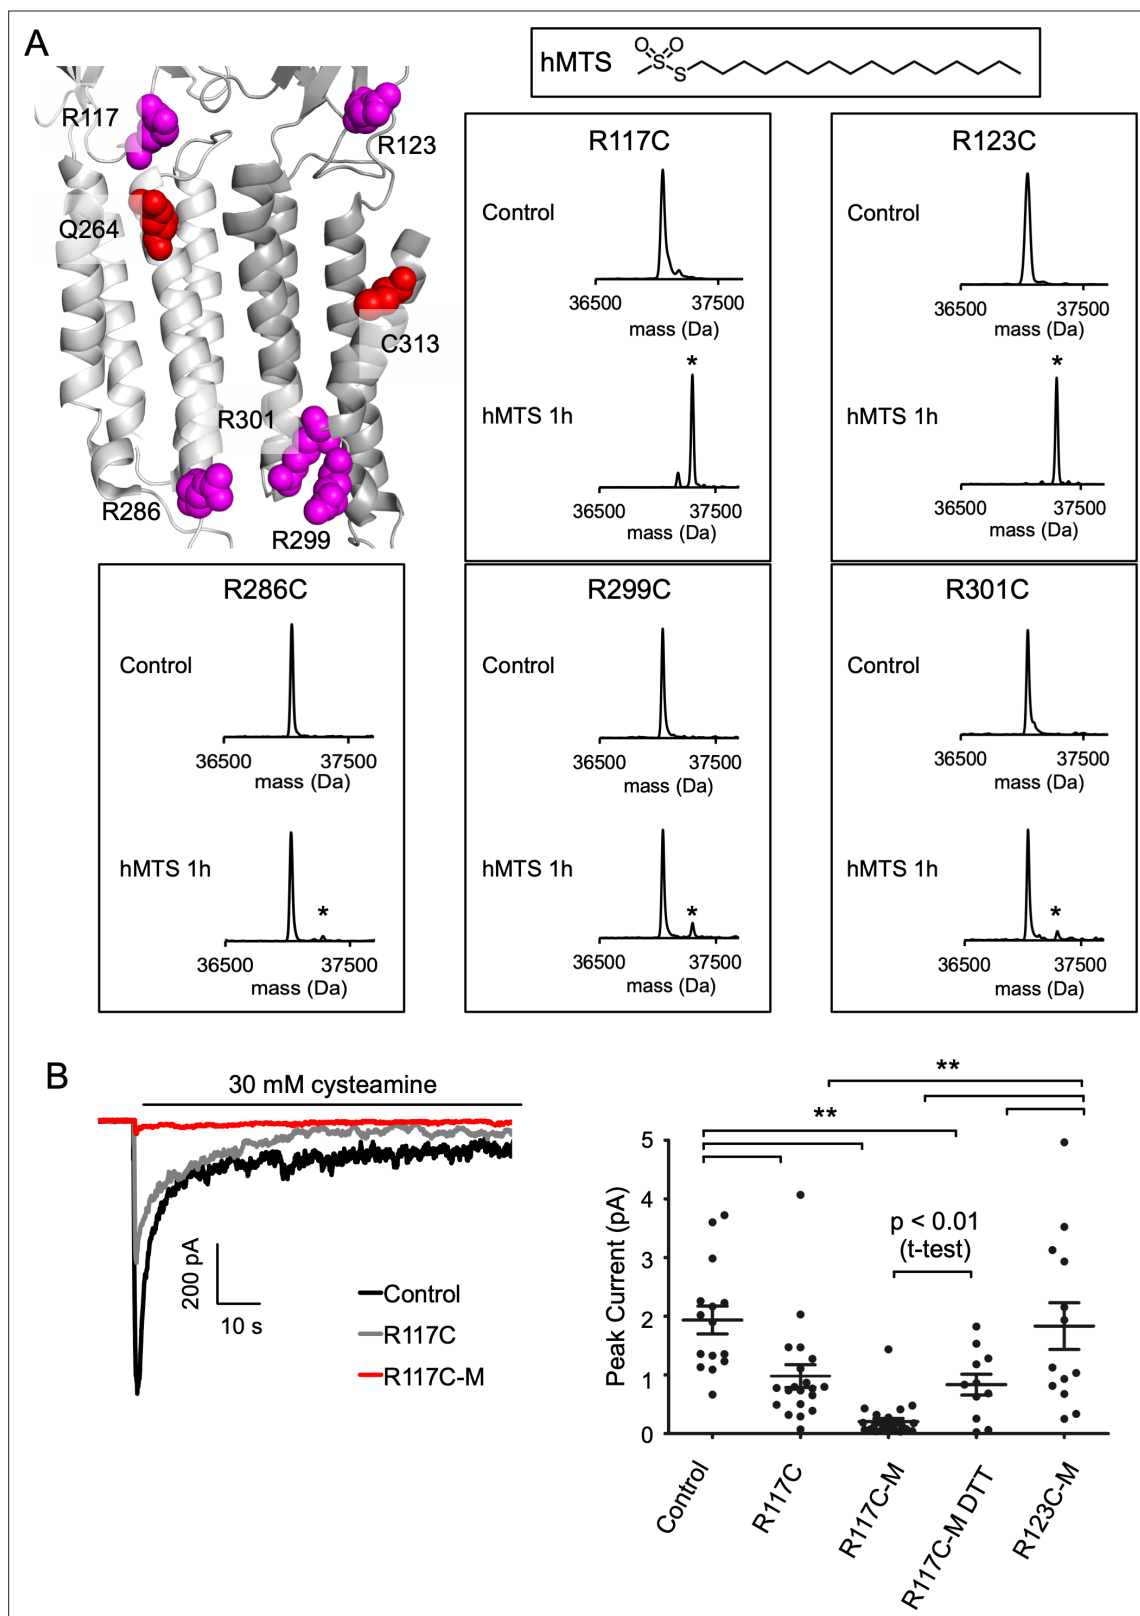 A
hMTS
O O
S
S
R117
R123
Q264
C313
R301
R286
R299
R117C
Control
36500 37500
mass (Da)
*
hMTS 1h
36500 37500
mass (Da)
R123C
Control
36500 37500
mass (Da)
*
hMTS 1h
36500 37500
mass (Da)
R286C
Control
36500 37500
mass (Da)
hMTS 1h
*
36500 37500
mass (Da)
R299C
Control
36500 37500
mass (Da)
hMTS 1h
*
36500 37500
mass (Da)
R301C
Control
36500 37500
mass (Da)
hMTS 1h
*
36500 37500
mass (Da)
B
30 mM cysteamine
200 pA
10 s
Control
R117C
R117C-M
**
**
p < 0.01
(t-test)
Peak Current (pA)
5
4
3
2
1
0
Control
R117C
R117C-M
R117C-M DTT
R123C-M